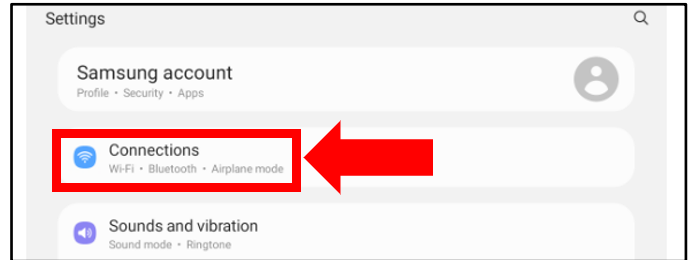 Settings
Samsung account
Profile • Security • Apps
Connections
Wi-Fi • Bluetooth • Airplane mode
Sounds and vibration
Sound mode • Ringtone